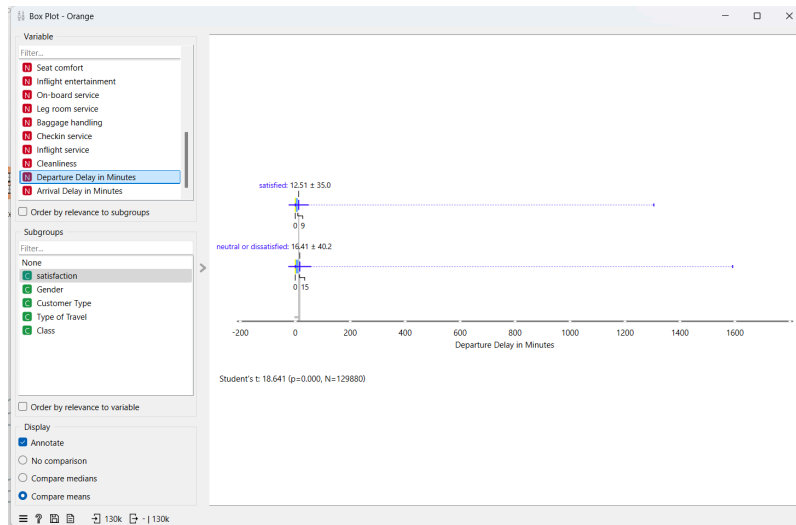 Box Plot - Orange
Variable
Filter...
N Seat comfort
N Inflight entertainment
N On-board service
N Leg room service
N Baggage handling
N Checkin service
N Inflight service
N Cleanliness
N Departure Delay in Minutes
N Arrival Delay in Minutes
Order by relevance to subgroups
Subgroups
Filter...
None
C satisfaction
C Gender
C Customer Type
C Type of Travel
C Class
Order by relevance to variable
Display
Annotate
No comparison
Compare medians
Compare means
130k - | 130k
satisfied: 12.51 ± 35.0
0 9
neutral or dissatisfied: 16.41 ± 40.2
0 15
-200 0 200 400 600 800 1000 1200 1400 1600
Departure Delay in Minutes
Student's t: 18.641 (p=0.000, N=129880)